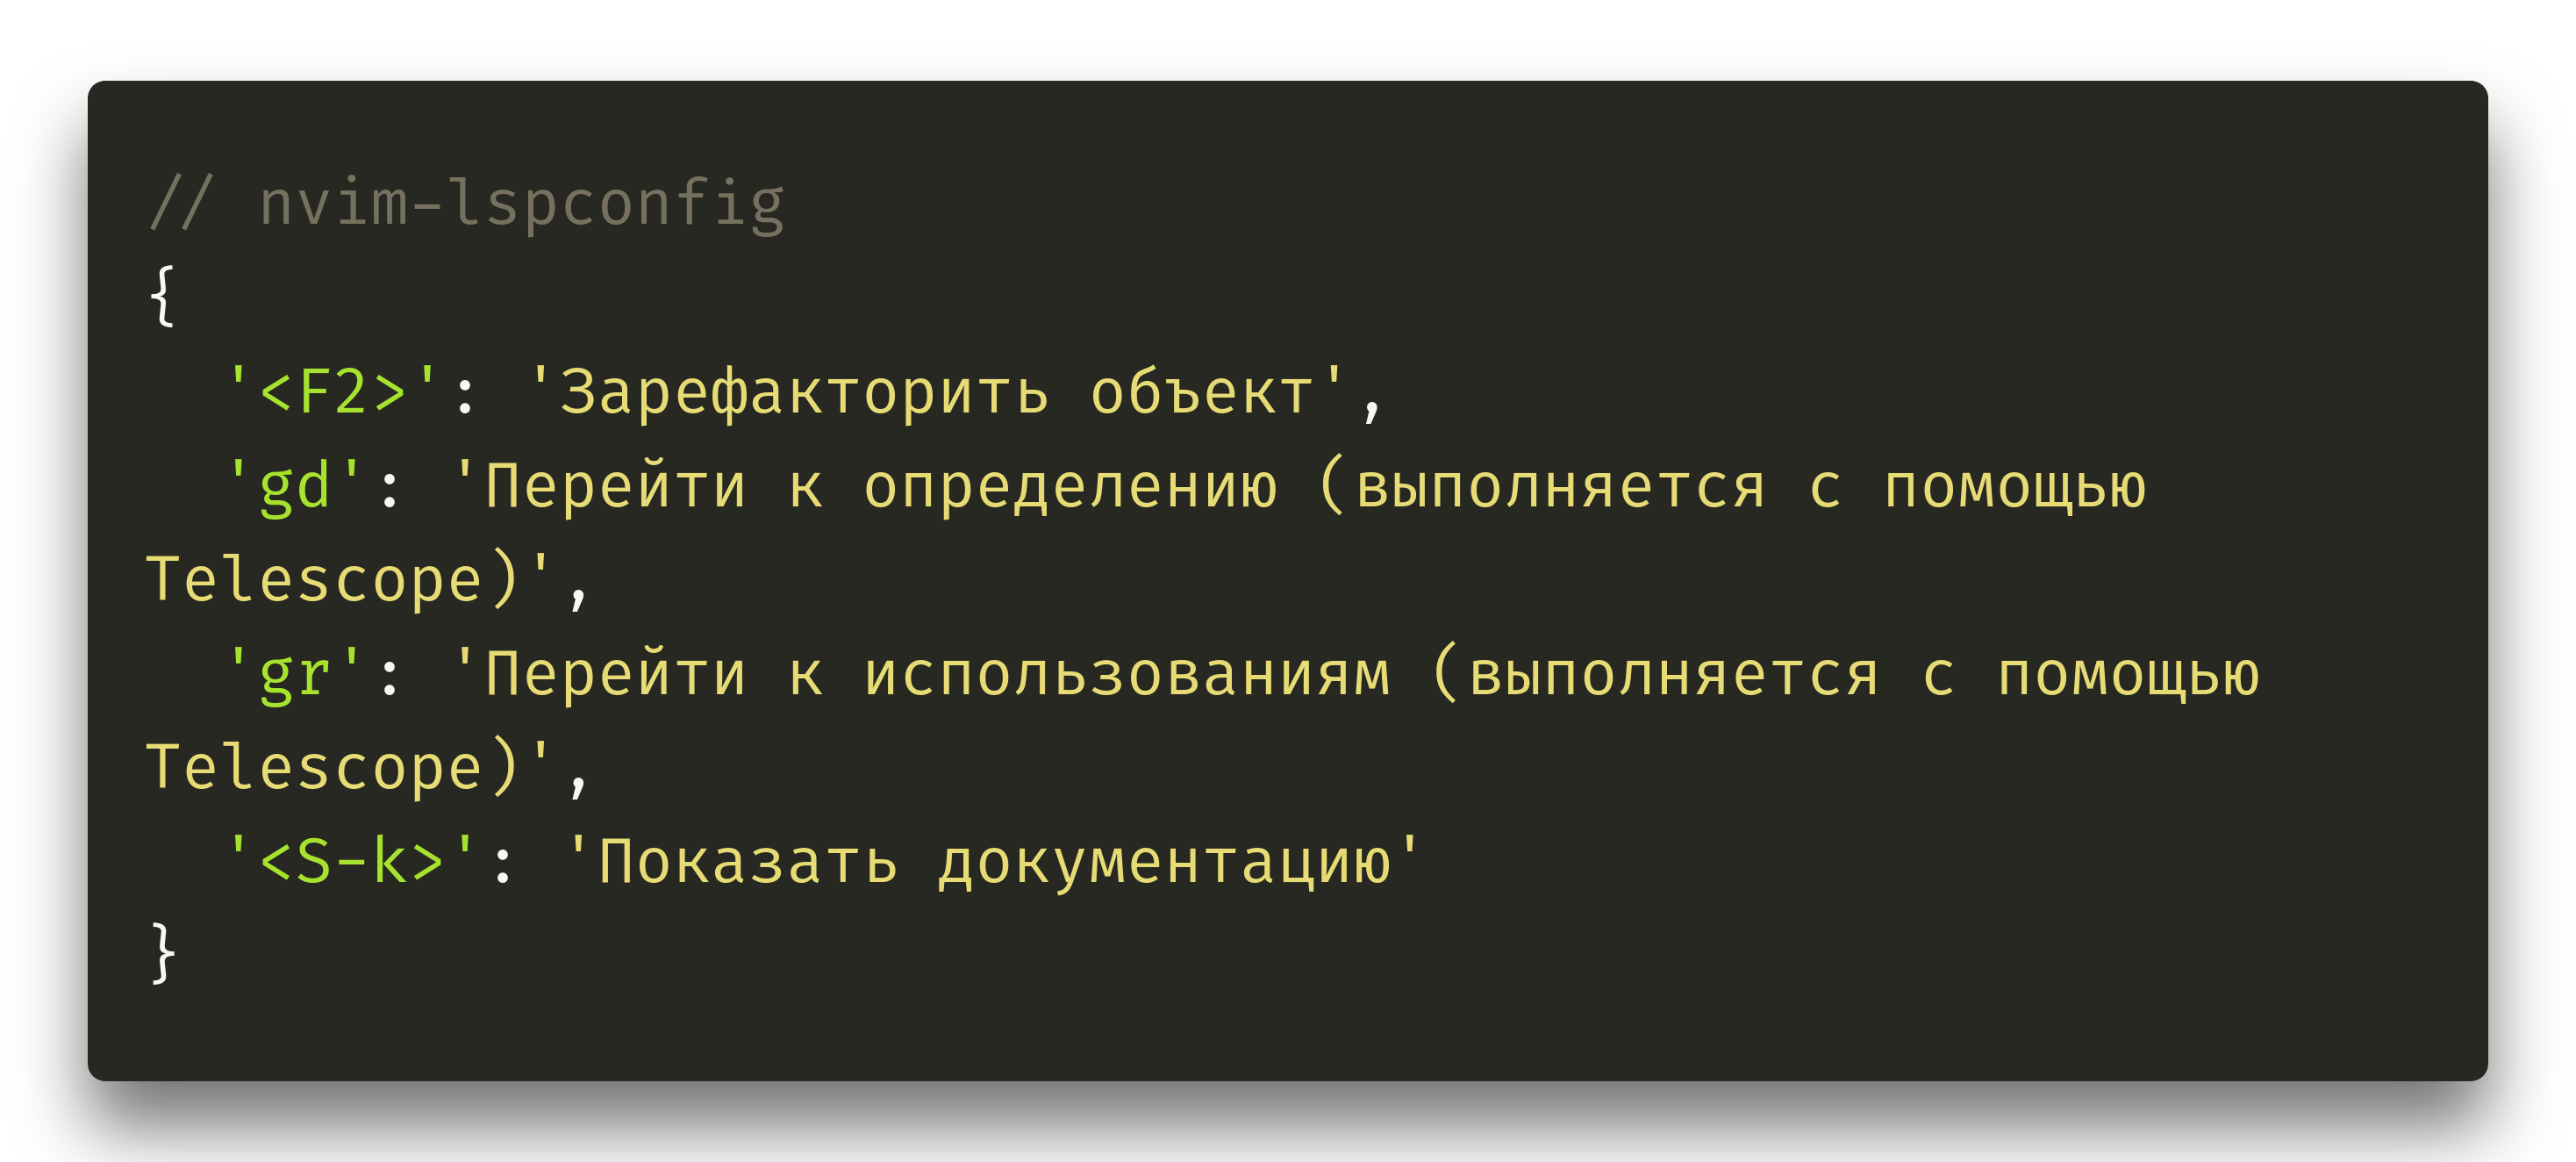 // nvim-lspconfig
{
  '<F2>': 'Зарефакторить объект',
  'gd': 'Перейти к определению (выполняется с помощью
Telescope)',
  'gr': 'Перейти к использованиям (выполняется с помощью
Telescope)',
  '<S-k>': 'Показать документацию'
}